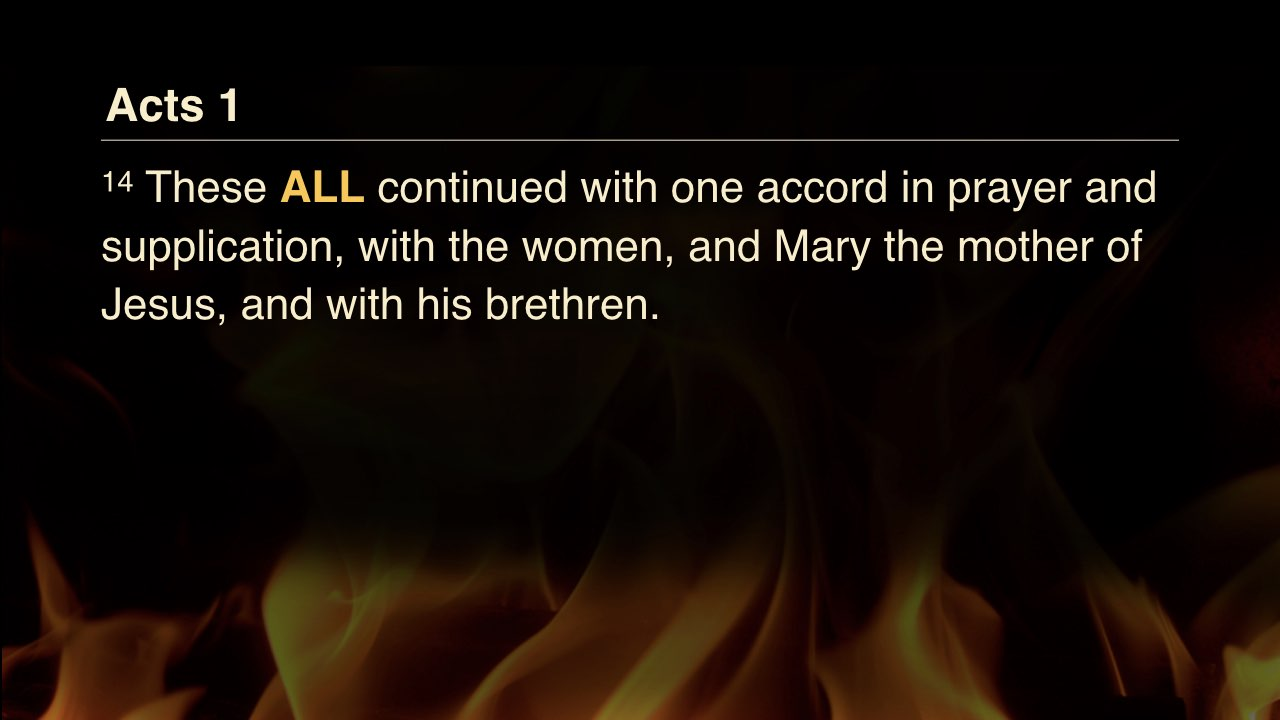 Acts 1
14 These ALL continued with one accord in prayer and
supplication, with the women, and Mary the mother of
Jesus, and with his brethren.